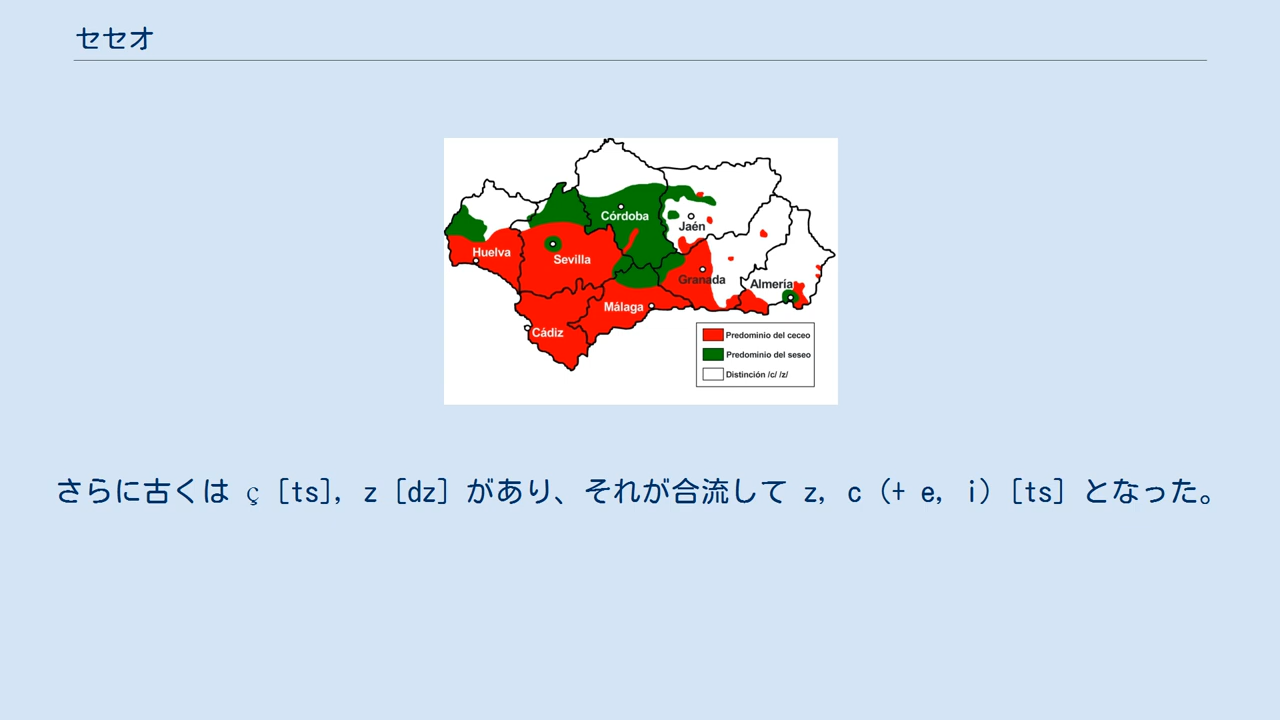 セセオ
Córdoba
Jaén
Huelva
Sevilla
Granada
Almería
Málaga
Cádiz
Predominio del ceceo
Predominio del seseo
Distinción /c/ /z/
さらに古くは ç [ts], z [dz] があり、それが合流して z, c (+ e, i) [ts] となった。